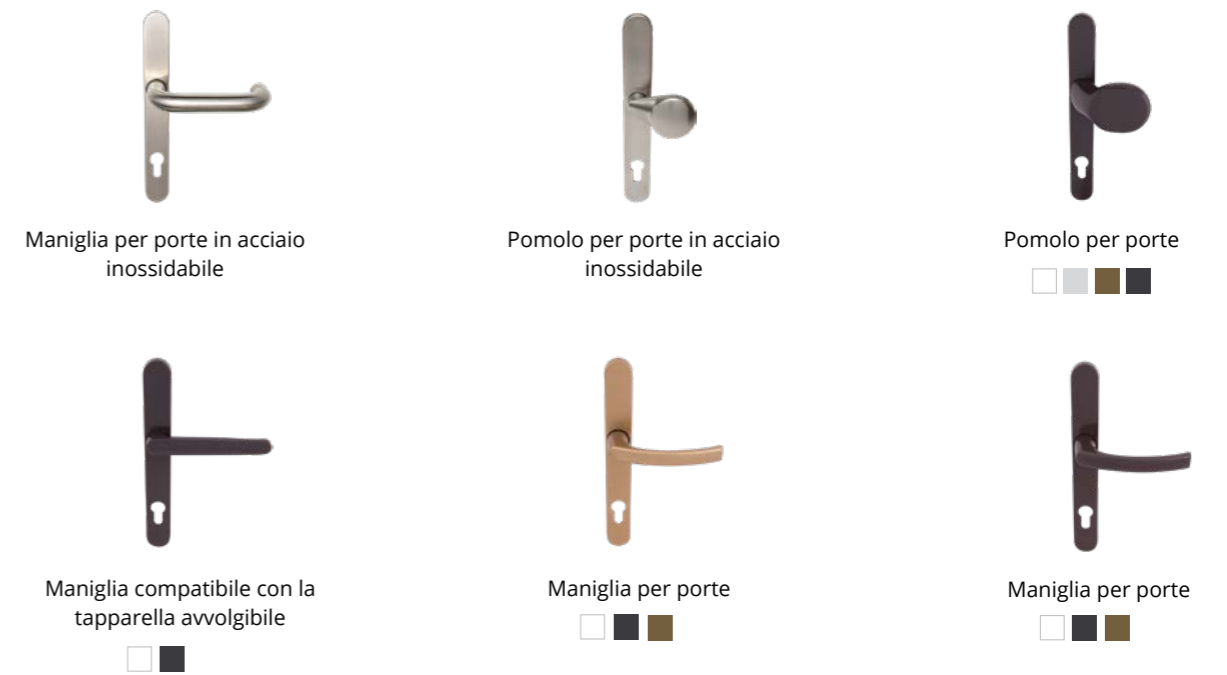 Maniglia per porte in acciaio
inossidabile
Pomolo per porte in acciaio
inossidabile
Pomolo per porte
Maniglia compatibile con la
tapparella avvolgibile
Maniglia per porte
Maniglia per porte